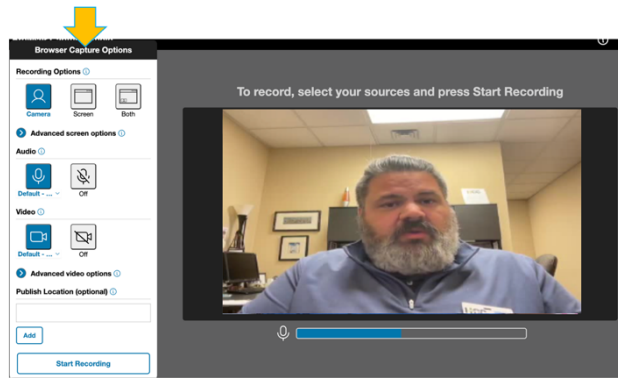 Browser Capture Options
Recording Options
Camera
Screen
Both
Advanced screen options
Audio
Default - ...
Off
Video
Default - ...
Off
Advanced video options
Publish Location (optional)
Add
Start Recording
To record, select your sources and press Start Recording